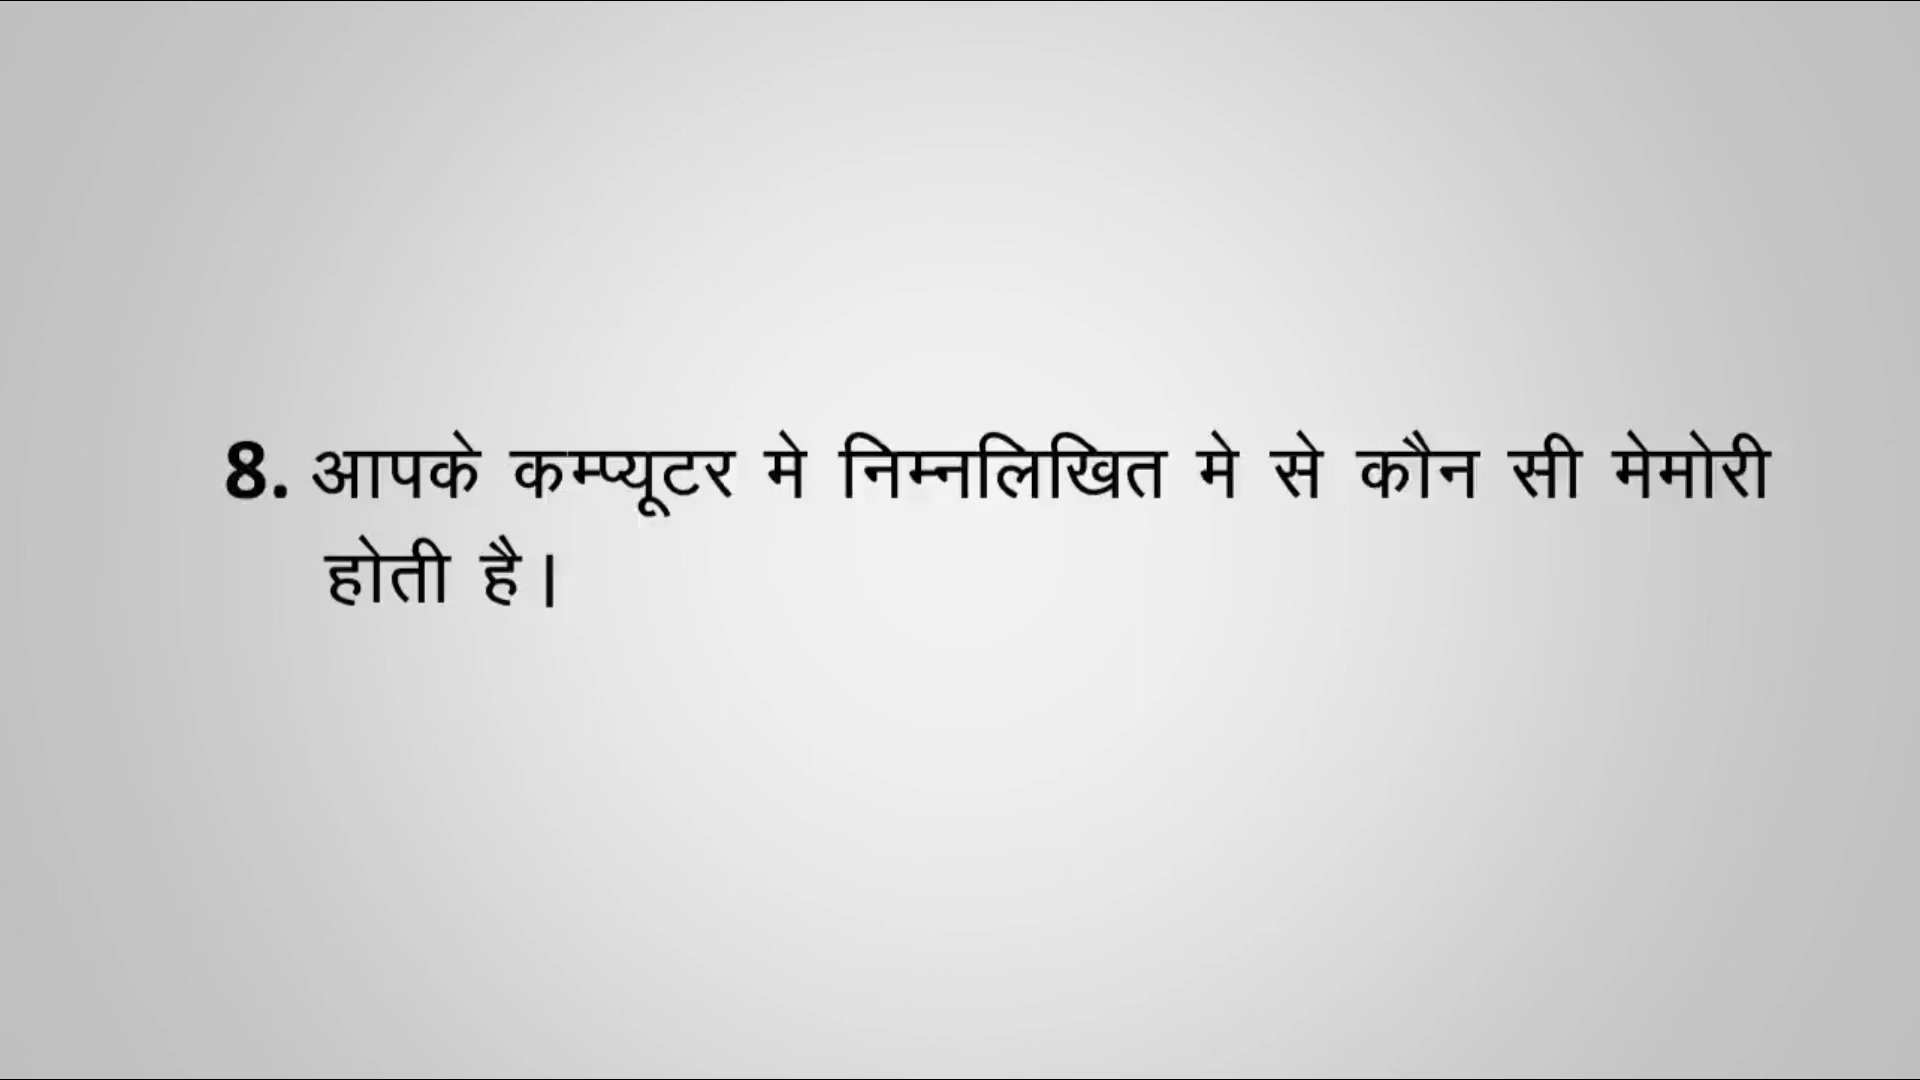 8. आपके कम्प्यूटर मे निम्नलिखित मे से कौन सी मेमोरी
होती है।